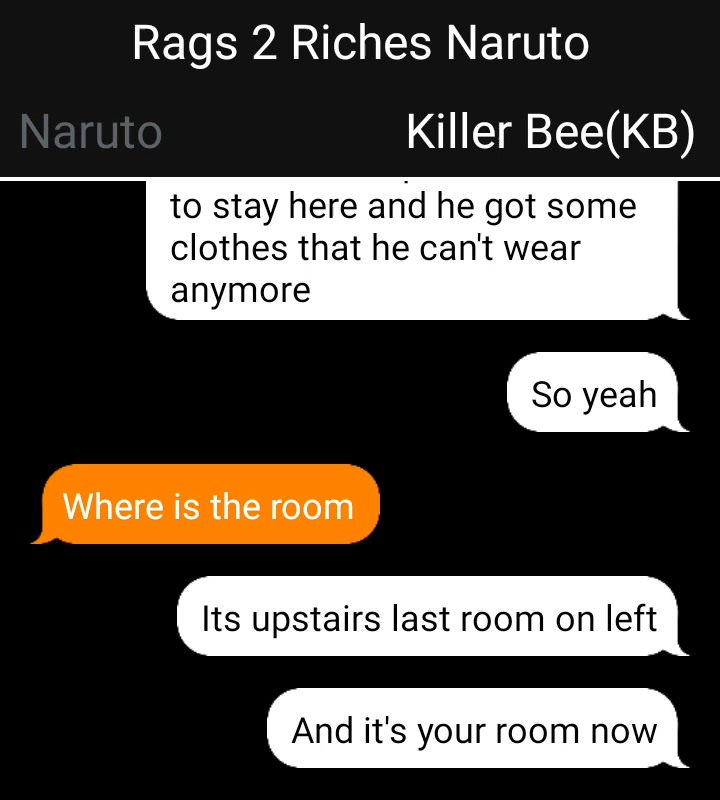 Rags 2 Riches Naruto
Naruto
Killer Bee(KB)
to stay here and he got some
clothes that he can't wear
anymore
So yeah
Where is the room
Its upstairs last room on left
And it's your room now